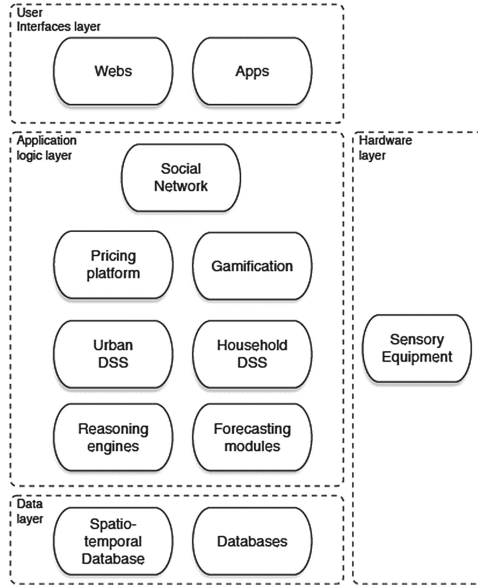 User
Interfaces layer
Webs
Apps
Application
logic layer
Social
Network
Pricing
platform
Gamification
Urban
DSS
Household
DSS
Reasoning
engines
Forecasting
modules
Hardware
layer
Sensory
Equipment
Data
layer
Spatio-
temporal
Database
Databases